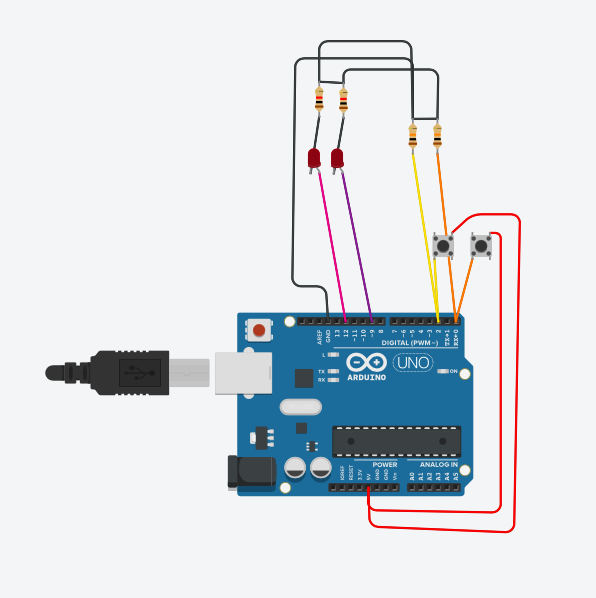 AREF
GND
13
12
~11
~10
~9
8
7
~6
~5
4
~3
2
TX→1
RX←0
DIGITAL (PWM~)
L
TX
RX
UNO
ON
ARDUINO
POWER
ANALOG IN
IOREF
RESET
3.3V
5V
GND
GND
Vin
A0
A1
A2
A3
A4
A5